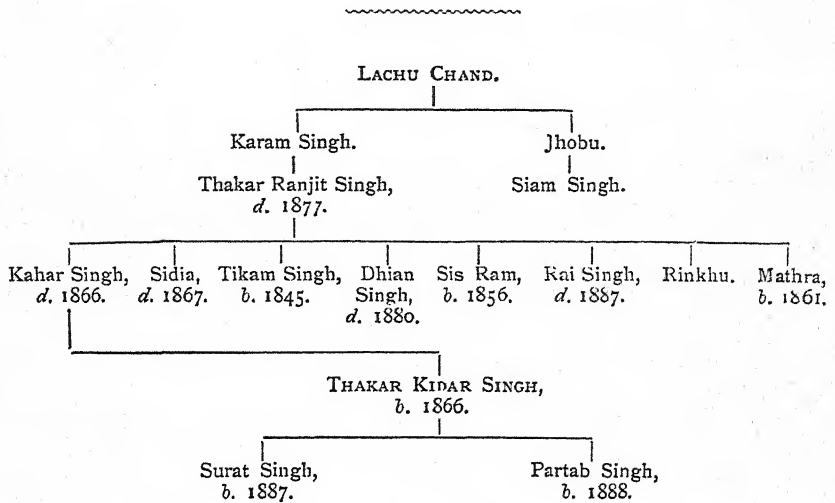 LACHU CHAND.
Karam Singh. Jhobu.
Thakar Ranjit Singh, Siam Singh.
d. 1877.
Kahar Singh, Sidia, Tikam Singh, Dhian Sis Ram, Rai Singh, Rinkhu. Mathra,
d. 1866. d. 1867. b. 1845. Singh, b. 1856. d. 1887. b. 1861.
d. 1880.
THAKAR KIDAR SINGH,
b. 1866.
Surat Singh, Partab Singh,
b. 1887. b. 1888.